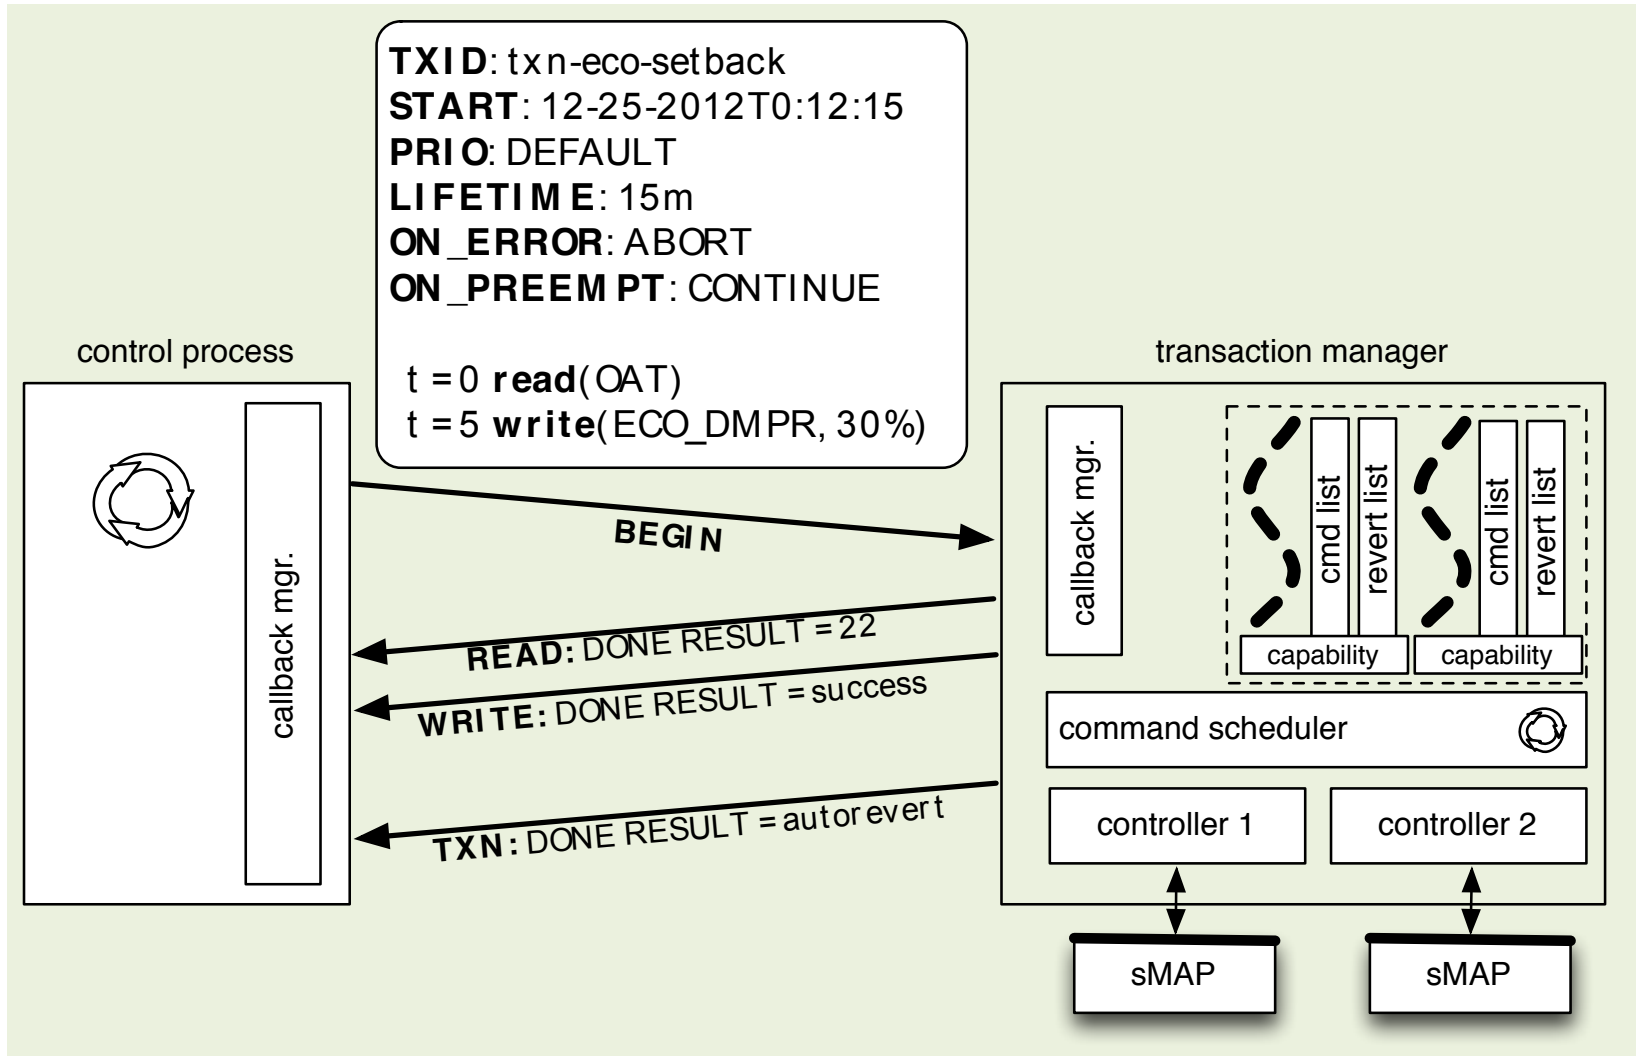 TXID: txn-eco-setback
START: 12-25-2012T0:12:15
PRIO: DEFAULT
LIFETIME: 15m
ON_ERROR: ABORT
ON_PREEMPT: CONTINUE
t=0 read(OAT)
t=5 write(ECO_DMPR, 30%)
control process
callback mgr.
BEGIN
READ: DONE RESULT =22
WRITE: DONE RESULT =success
TXN: DONE RESULT =autorevert
transaction manager
callback mgr.
cmd list
revert list
capability
cmd list
revert list
capability
command scheduler
controller 1
controller 2
sMAP
sMAP